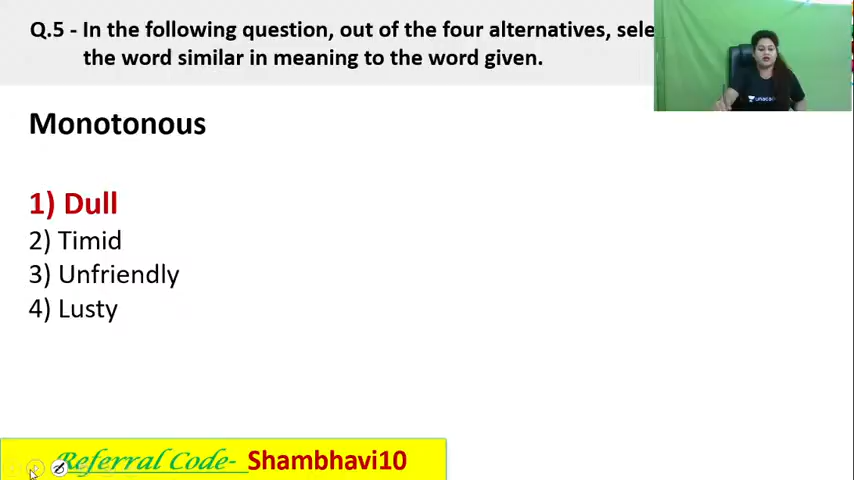 Q.5 - In the following question, out of the four alternatives, sele
the word similar in meaning to the word given.
unacademy
Monotonous
1) Dull
2) Timid
3) Unfriendly
4) Lusty
Referral Code- Shambhavi10